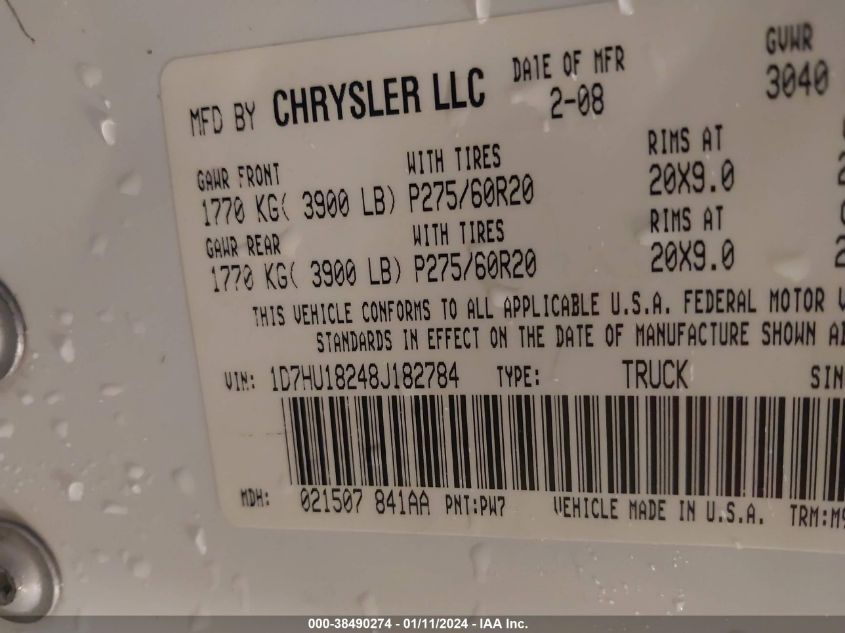 MFD BY CHRYSLER LLC DATE OF MFR GVWR
2-08 3040
GAWR FRONT WITH TIRES RIMS AT
1770 KG( 3900 LB) P275/60R20 20X9.0
GAWR REAR WITH TIRES RIMS AT
1770 KG( 3900 LB) P275/60R20 20X9.0
THIS VEHICLE CONFORMS TO ALL APPLICABLE U.S.A. FEDERAL MOTOR
STANDARDS IN EFFECT ON THE DATE OF MANUFACTURE SHOWN
VIN: 1D7HU18248J182784 TYPE: TRUCK SIN
MDH: 021507 841AA PNT:PW7 VEHICLE MADE IN U.S.A. TRM:M9
000-38490274 - 01/11/2024 - IAA Inc.